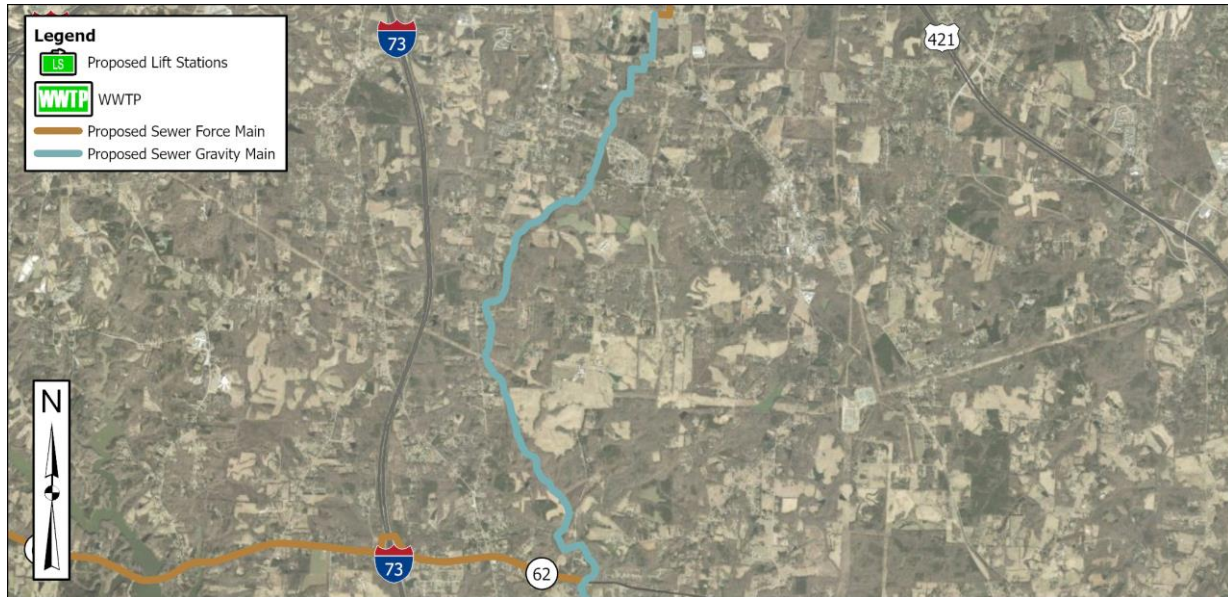 Legend
LS
Proposed Lift Stations
WWTP
WWTP
Proposed Sewer Force Main
Proposed Sewer Gravity Main
73
421
N
73
62